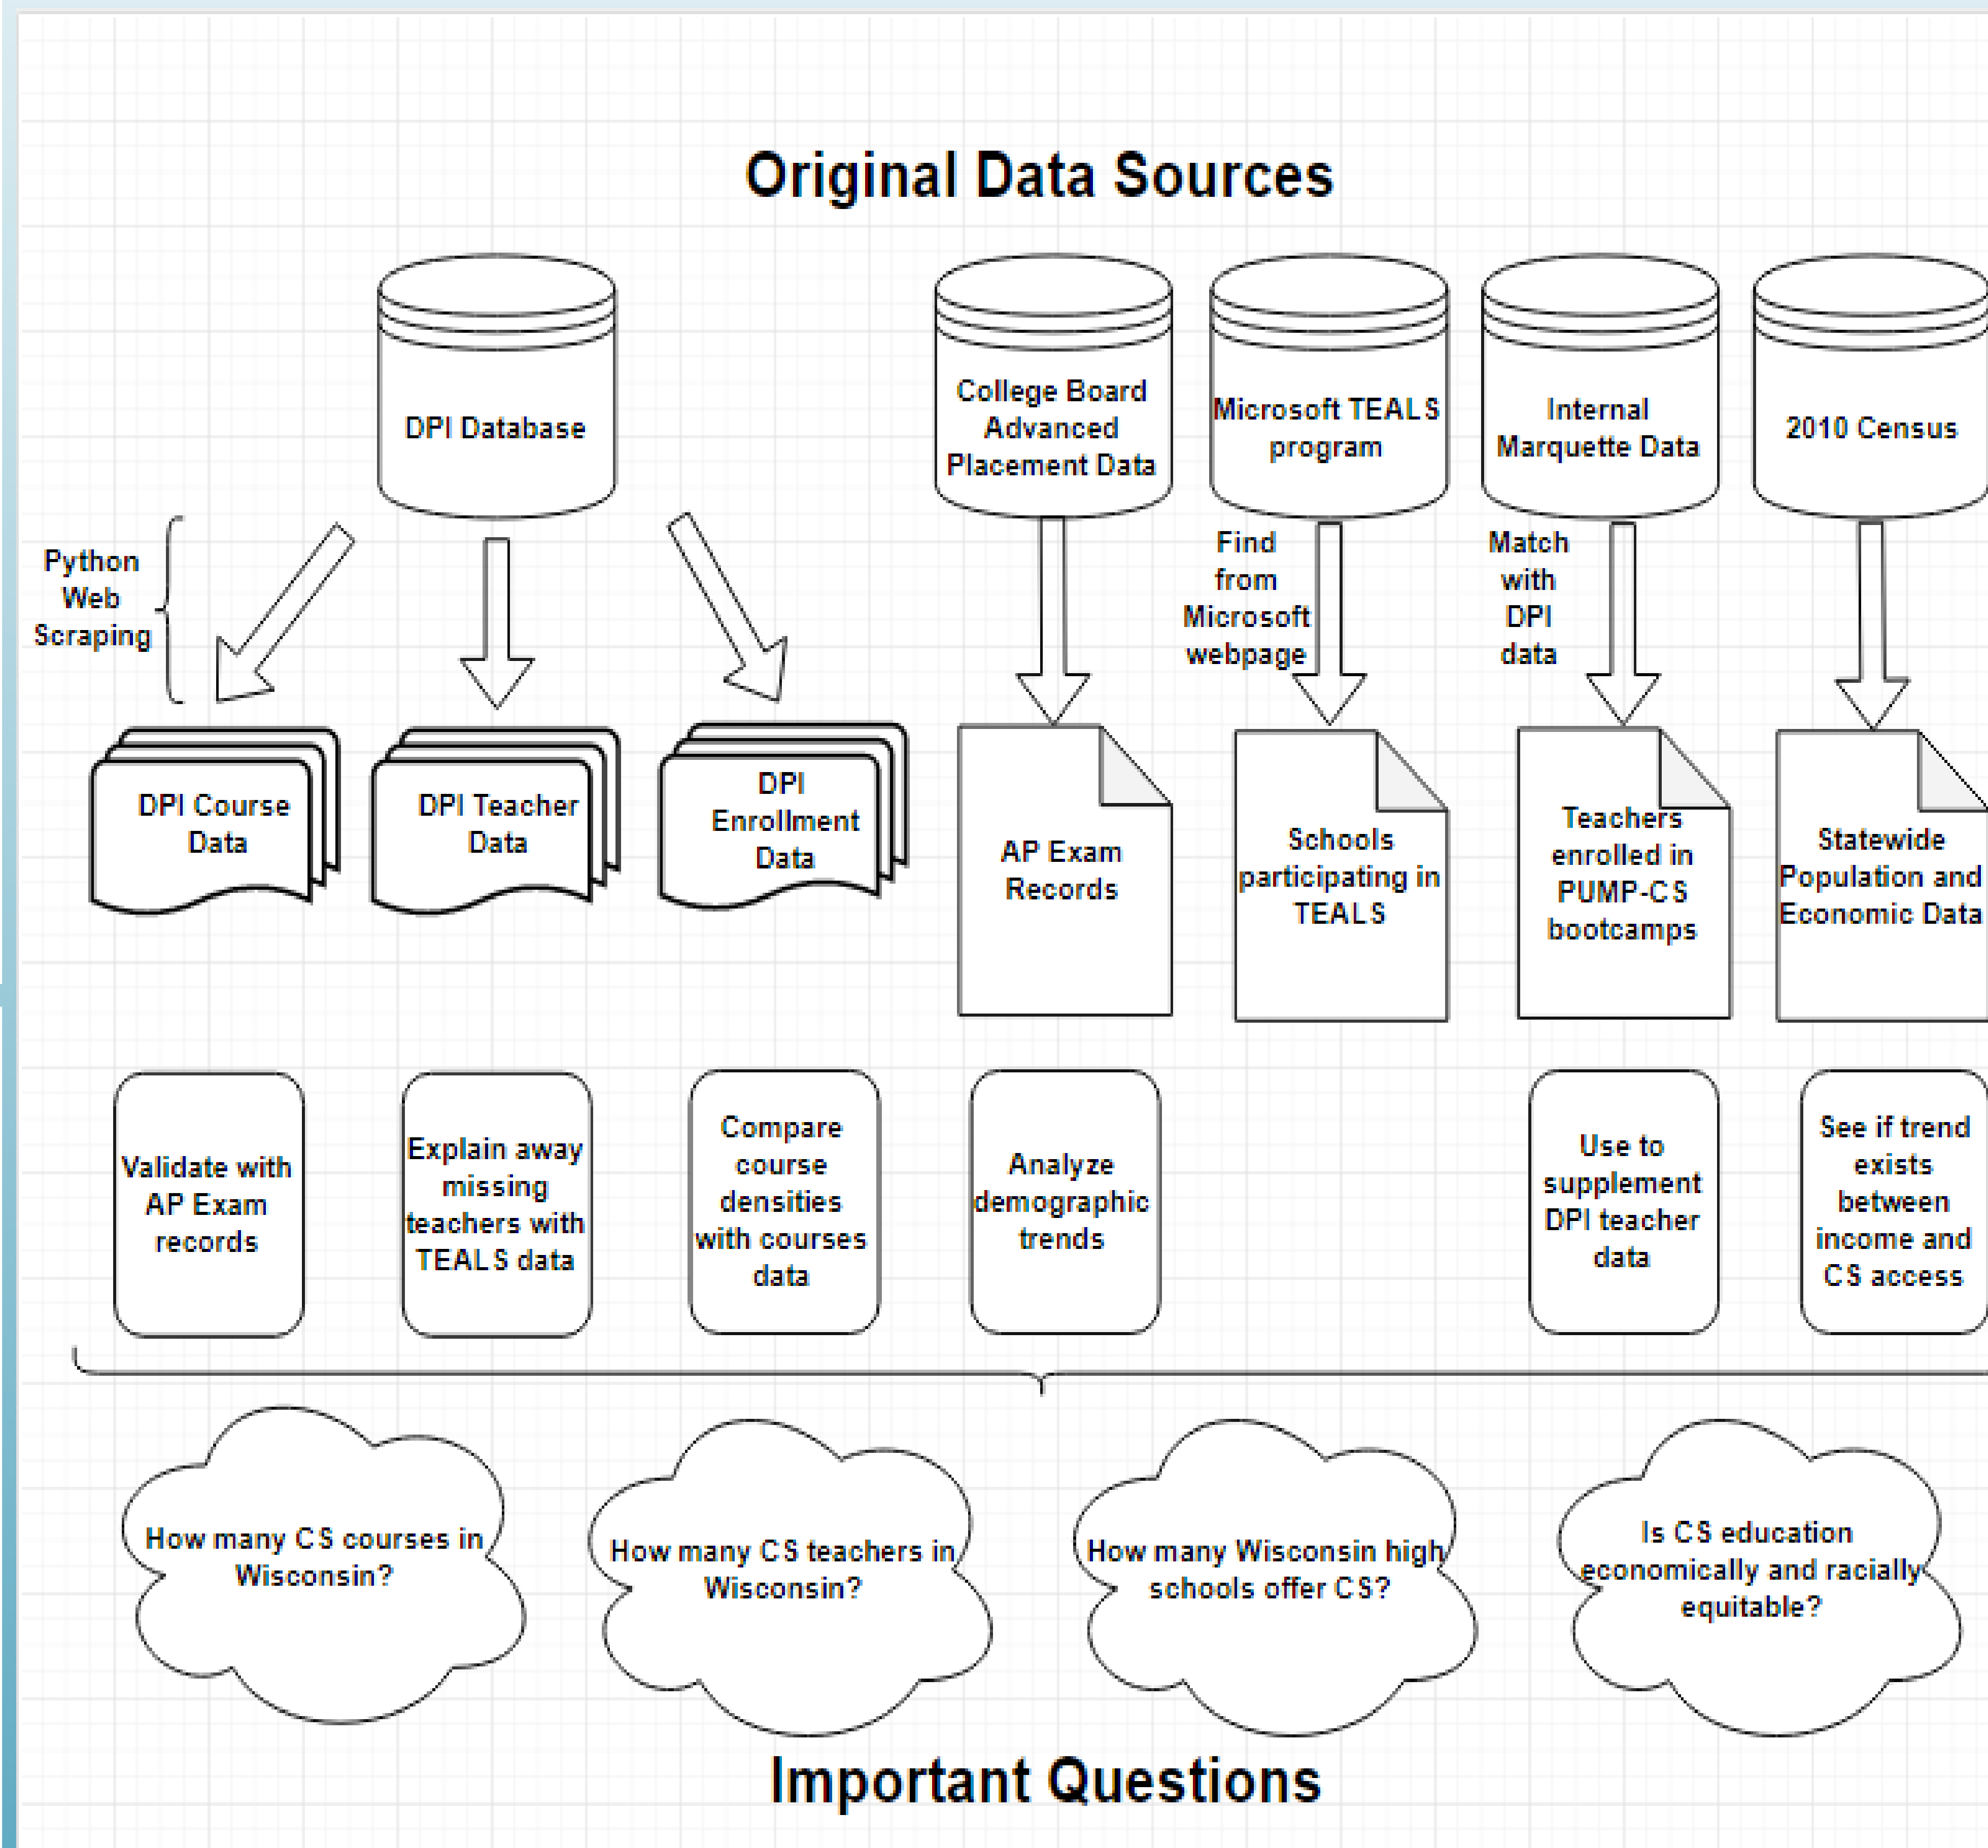 Original Data Sources
DPI Database
College Board
Advanced
Placement Data
Microsoft TEALS
program
Internal
Marquette Data
2010 Census
Python
Web
Scraping
Find
from
Microsoft
webpage
Match
with
DPI
data
DPI Course
Data
DPI Teacher
Data
DPI
Enrollment
Data
AP Exam
Records
Schools
participating in
TEALS
Teachers
enrolled in
PUMP-CS
bootcamps
Statewide
Population and
Economic Data
Validate with
AP Exam
records
Explain away
missing
teachers with
TEALS data
Compare
course
densities
with courses
data
Analyze
demographic
trends
Use to
supplement
DPI teacher
data
See if trend
exists
between
income and
CS access
How many CS courses in
Wisconsin?
How many CS teachers in
Wisconsin?
How many Wisconsin high
schools offer CS?
Is CS education
economically and racially
equitable?
Important Questions